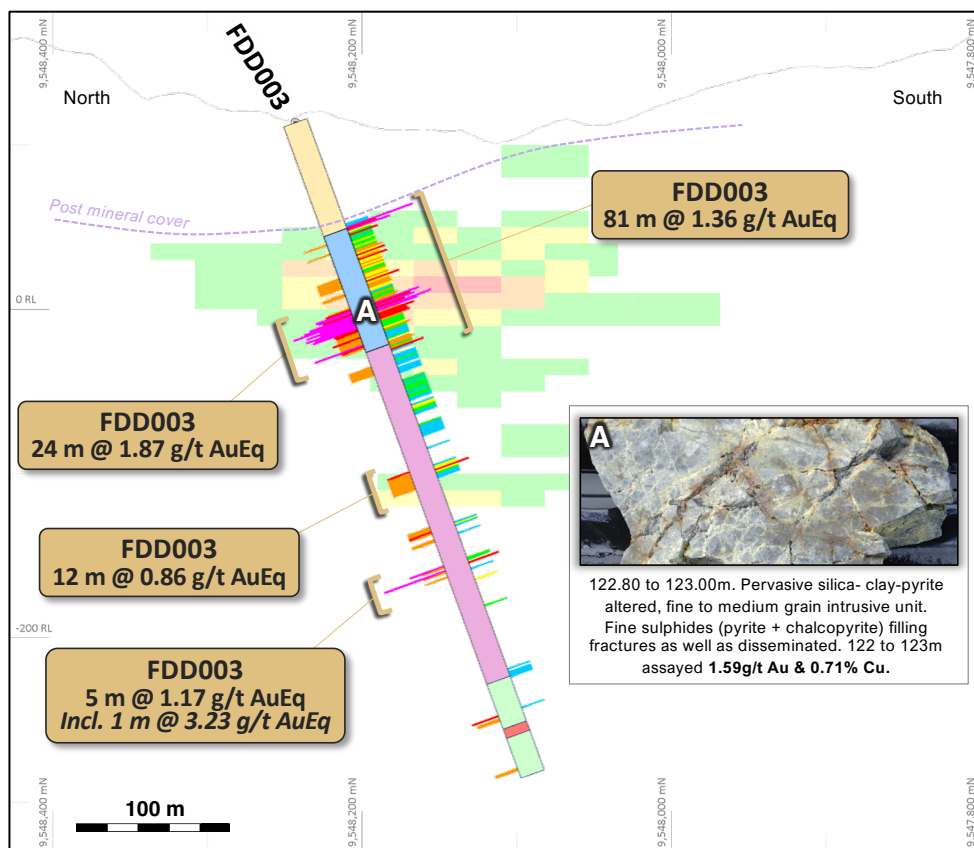 9,548,400 mN
9,548,200 mN
9,548,000 mN
9,547,800 mN
North
South
FDD003
Post mineral cover
FDD003
81 m @ 1.36 g/t AuEq
0 RL
A
FDD003
24 m @ 1.87 g/t AuEq
FDD003
12 m @ 0.86 g/t AuEq
-200 RL
FDD003
5 m @ 1.17 g/t AuEq
Incl. 1 m @ 3.23 g/t AuEq
A
122.80 to 123.00m. Pervasive silica- clay-pyrite
altered, fine to medium grain intrusive unit.
Fine sulphides (pyrite + chalcopyrite) filling
fractures as well as disseminated. 122 to 123m
assayed 1.59g/t Au & 0.71% Cu.
100 m
9,548,400 mN
9,548,200 mN
9,548,000 mN
9,547,800 mN